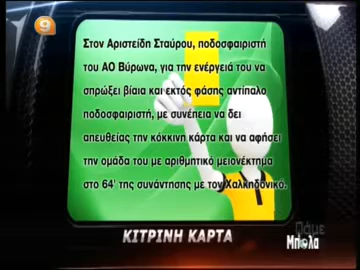 9
Στον Αριστείδη Σταύρου, ποδοσφαιριστή
του ΑΟ Βύρωνα, για την ενέργειά του να
σπρώξει βίαια και εκτός φάσης αντίπαλο
ποδοσφαιριστή, με συνέπεια να δει
απευθείας την κόκκινη κάρτα και να αφήσει
την ομάδα του με αριθμητικό μειονέκτημα
στο 64' της συνάντησης με τον Χαλκηδονικό.
ΚΙΤΡΙΝΗ ΚΑΡΤΑ
Πάμε
Μπάλα